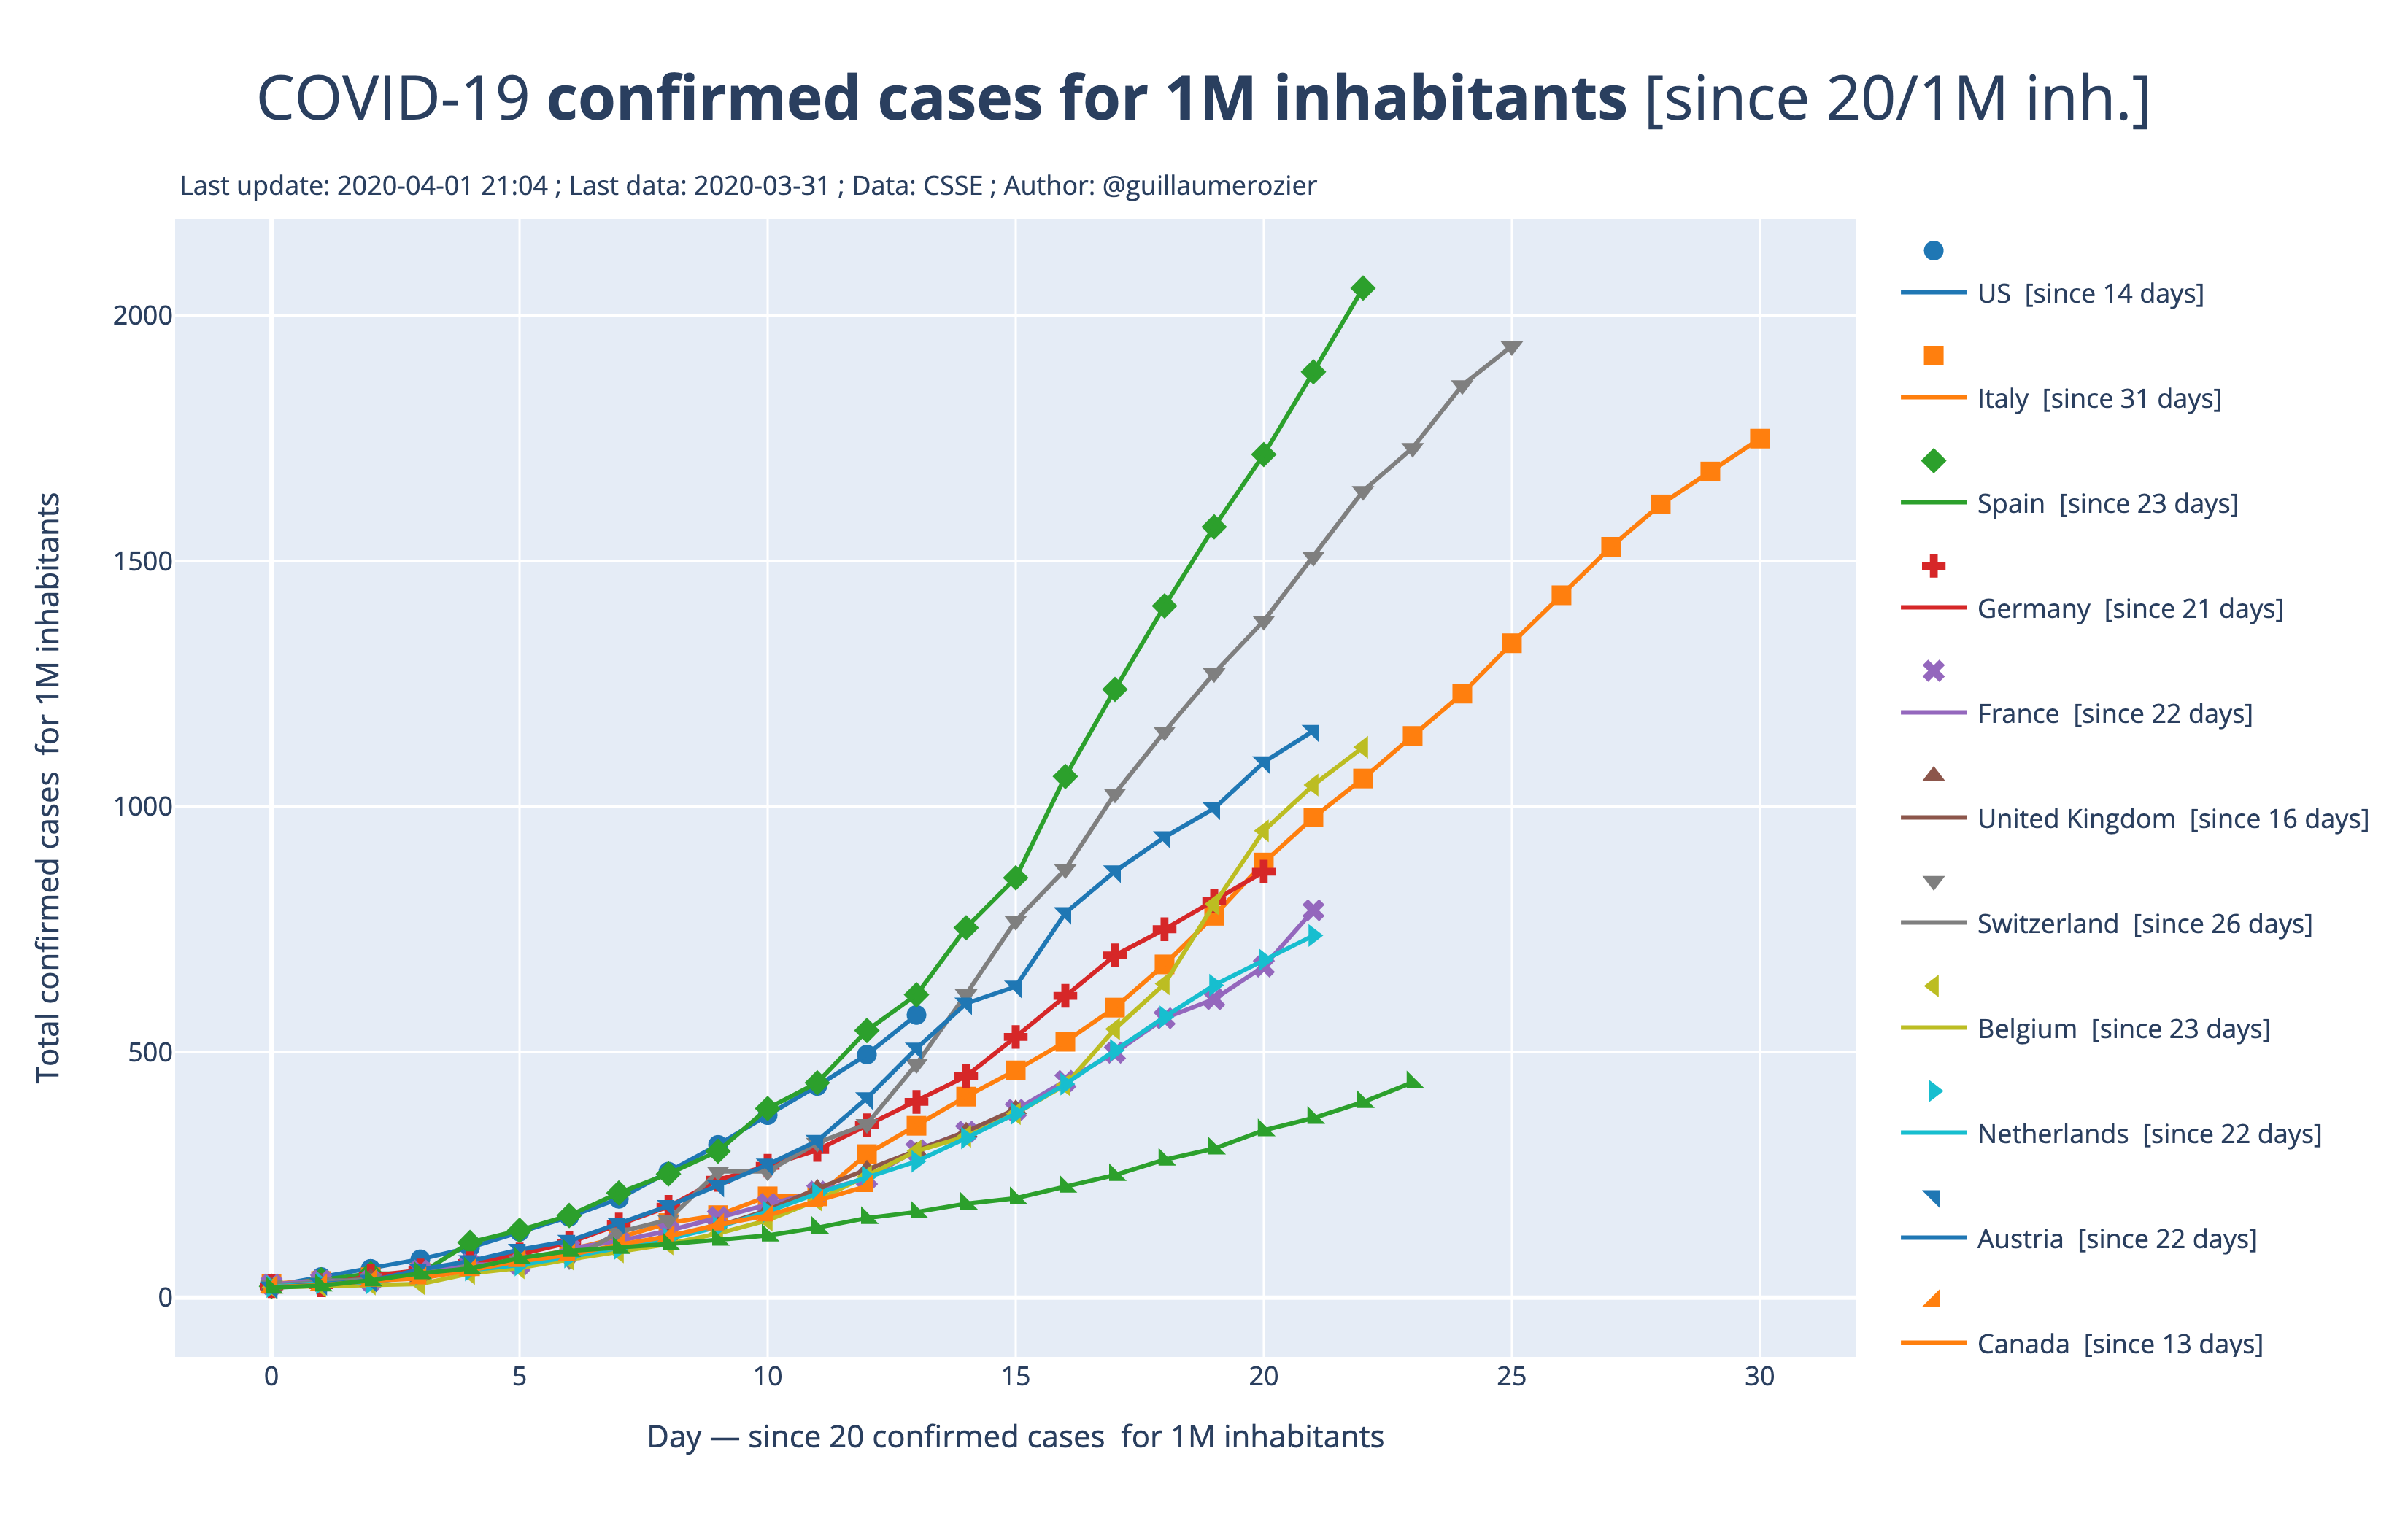 COVID-19 confirmed cases for 1M inhabitants [since 20/1M inh.]
Last update: 2020-04-01 21:04 ; Last data: 2020-03-31 ; Data: CSSE ; Author: @guillaumerozier
Total confirmed cases for 1M inhabitants
2000
1500
1000
500
0
0 5 10 15 20 25 30
Day — since 20 confirmed cases for 1M inhabitants
US [since 14 days]
Italy [since 31 days]
Spain [since 23 days]
Germany [since 21 days]
France [since 22 days]
United Kingdom [since 16 days]
Switzerland [since 26 days]
Belgium [since 23 days]
Netherlands [since 22 days]
Austria [since 22 days]
Canada [since 13 days]